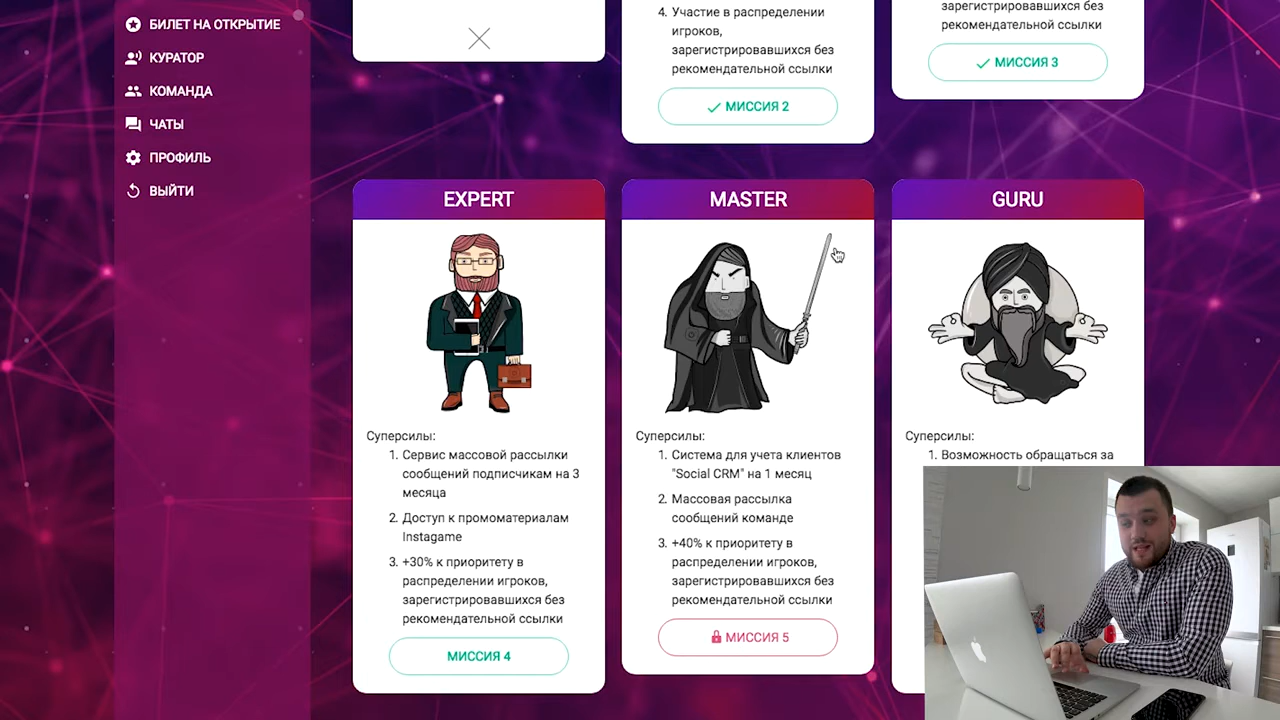 БИЛЕТ НА ОТКРЫТИЕ
КУРАТОР
КОМАНДА
ЧАТЫ
ПРОФИЛЬ
ВЫЙТИ
4. Участие в распределении
игроков,
зарегистрировавшихся без
рекомендательной ссылки
МИССИЯ 2
зарегистрировавшихся без
рекомендательной ссылки
МИССИЯ 3
EXPERT
Суперсилы:
1. Сервис массовой рассылки
сообщений подписчикам на 3
месяца
2. Доступ к промоматериалам
Instagame
3. +30% к приоритету в
распределении игроков,
зарегистрировавшихся без
рекомендательной ссылки
МИССИЯ 4
MASTER
Суперсилы:
1. Система для учета клиентов
"Social CRM" на 1 месяц
2. Массовая рассылка
сообщений команде
3. +40% к приоритету в
распределении игроков,
зарегистрировавшихся без
рекомендательной ссылки
МИССИЯ 5
GURU
Суперсилы:
1. Возможность обращаться за